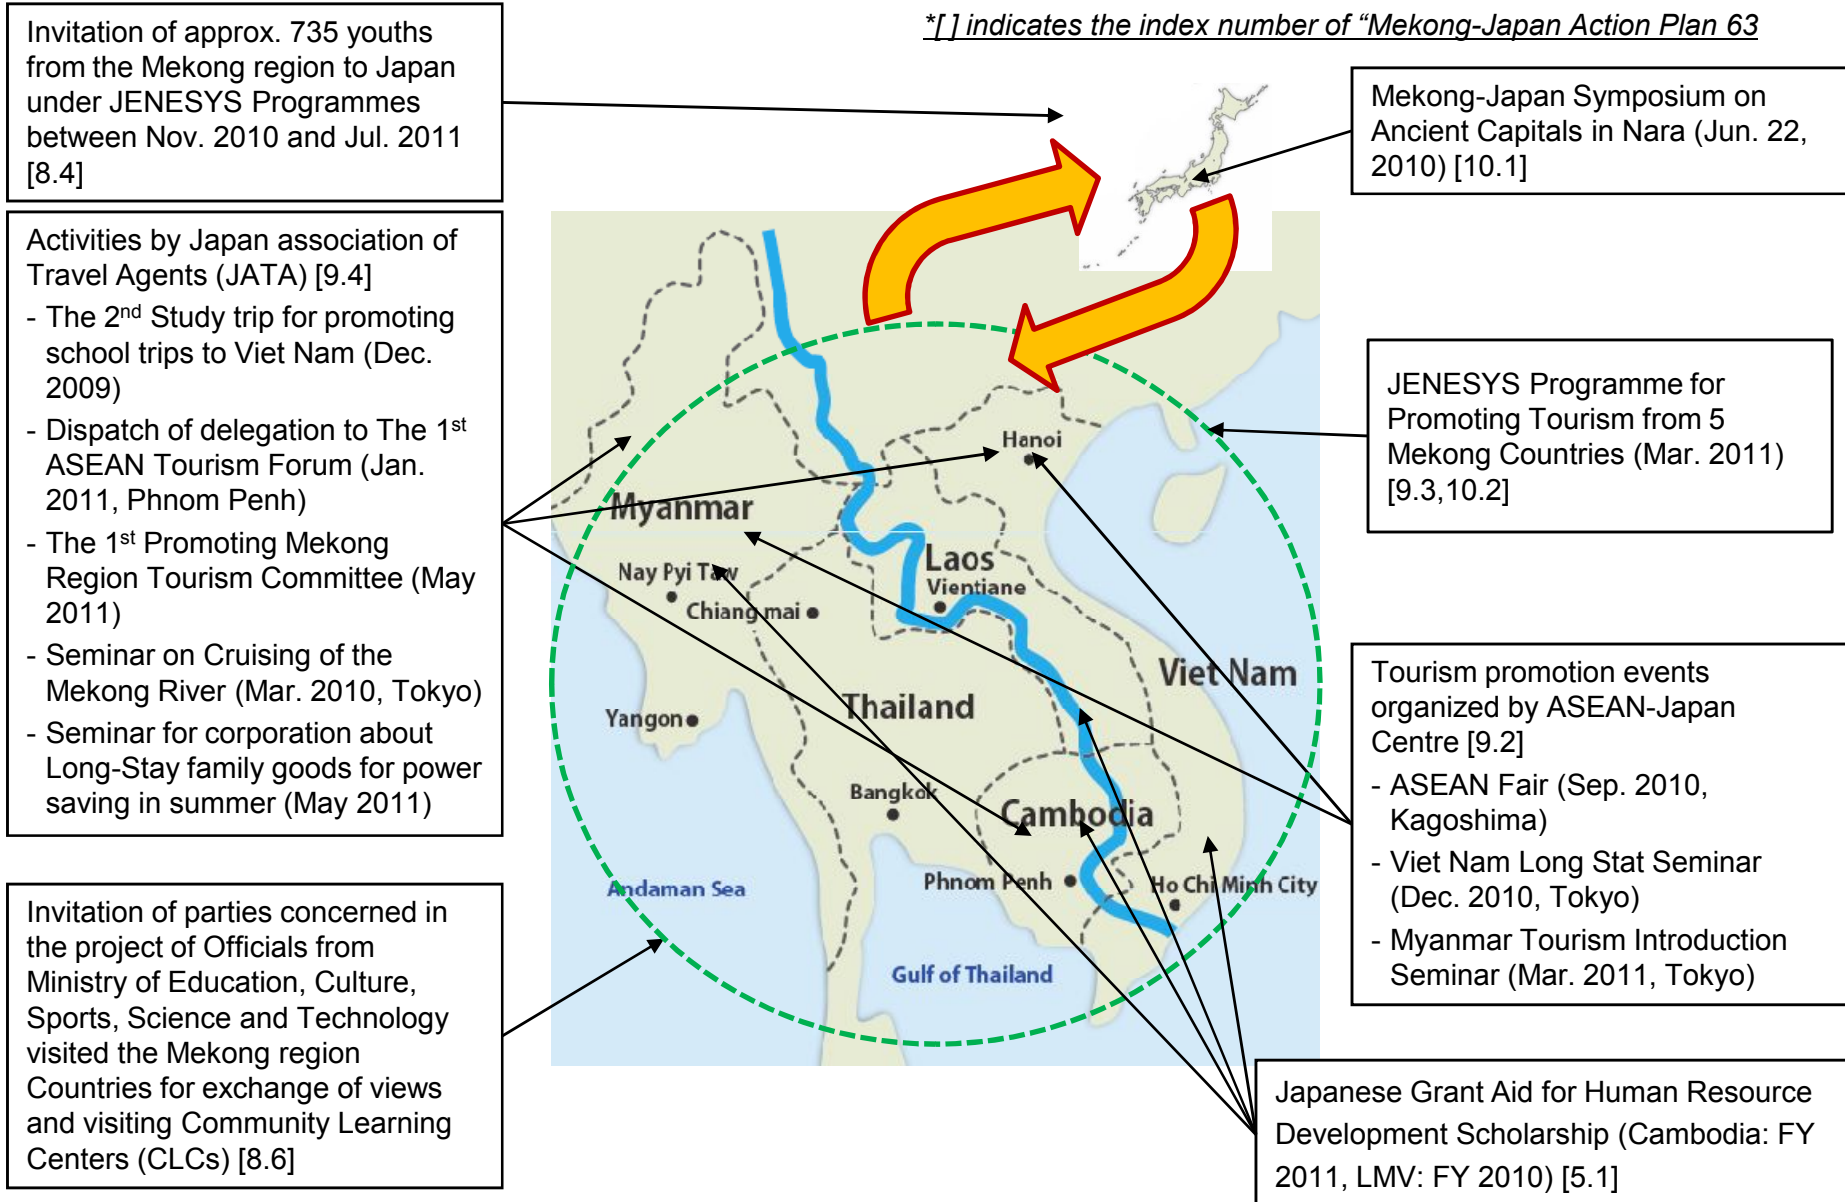 *[ ] indicates the index number of “Mekong-Japan Action Plan 63
Invitation of approx. 735 youths
from the Mekong region to Japan
under JENESYS Programmes
between Nov. 2010 and Jul. 2011
[8.4]
Mekong-Japan Symposium on
Ancient Capitals in Nara (Jun. 22,
2010) [10.1]
Activities by Japan association of
Travel Agents (JATA) [9.4]
- The 2nd Study trip for promoting
school trips to Viet Nam (Dec.
2009)
- Dispatch of delegation to The 1st
ASEAN Tourism Forum (Jan.
2011, Phnom Penh)
- The 1st Promoting Mekong
Region Tourism Committee (May
2011)
- Seminar on Cruising of the
Mekong River (Mar. 2010, Tokyo)
- Seminar for corporation about
Long-Stay family goods for power
saving in summer (May 2011)
JENESYS Programme for
Promoting Tourism from 5
Mekong Countries (Mar. 2011)
[9.3,10.2]
Hanoi
Myanmar
Laos
Nay Pyi Taw
Vientiane
Chiang mai
Viet Nam
Thailand
Yangon
Bangkok
Cambodia
Phnom Penh
Ho Chi Minh City
Andaman Sea
Gulf of Thailand
Tourism promotion events
organized by ASEAN-Japan
Centre [9.2]
- ASEAN Fair (Sep. 2010,
Kagoshima)
- Viet Nam Long Stat Seminar
(Dec. 2010, Tokyo)
- Myanmar Tourism Introduction
Seminar (Mar. 2011, Tokyo)
Invitation of parties concerned in
the project of Officials from
Ministry of Education, Culture,
Sports, Science and Technology
visited the Mekong region
Countries for exchange of views
and visiting Community Learning
Centers (CLCs) [8.6]
Japanese Grant Aid for Human Resource
Development Scholarship (Cambodia: FY
2011, LMV: FY 2010) [5.1]